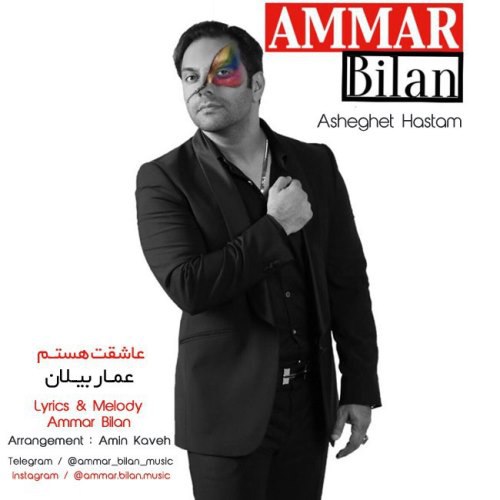 AMMAR
Bilan
Asheghet Hastam
عاشقت هستم
عمار بیلان
Lyrics & Melody
Ammar Bilan
Arrangement : Amin Kaveh
Telegram / @ammar_bilan_music
instagram / @ammar.bilan.music